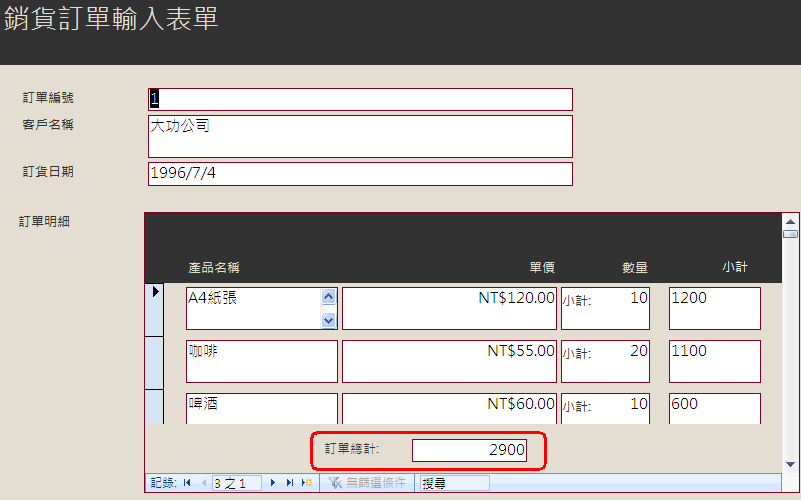 銷貨訂單輸入表單
訂單編號 1
客戶名稱 大功公司
訂貨日期 1996/7/4
訂單明細
產品名稱 單價 數量 小計
A4紙張 NT$120.00 小計: 10 1200
咖啡 NT$55.00 小計: 20 1100
啤酒 NT$60.00 小計: 10 600
訂單總計: 2900
記錄: 3 之 1 無篩選條件 搜尋